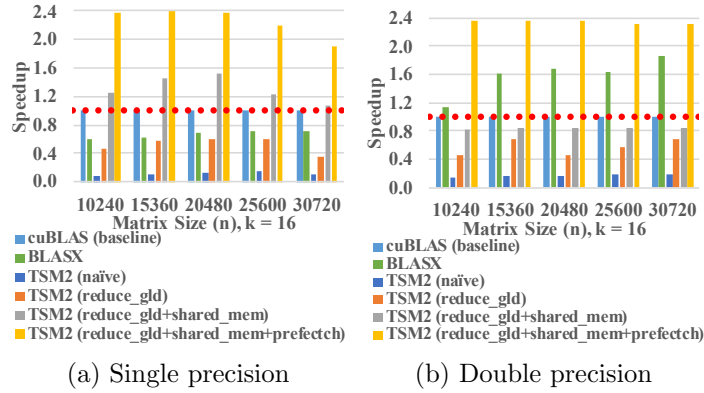 2.4
2.0
1.6
1.2
0.8
0.4
0.0
Speedup
10240 15360 20480 25600 30720
Matrix Size (n), k = 16
cuBLAS (baseline)
BLASX
TSM2 (naïve)
TSM2 (reduce_gld)
TSM2 (reduce_gld+shared_mem)
TSM2 (reduce_gld+shared_mem+prefectch)
(a) Single precision
2.4
2.0
1.6
1.2
0.8
0.4
0.0
Speedup
10240 15360 20480 25600 30720
Matrix Size (n), k = 16
cuBLAS (baseline)
BLASX
TSM2 (naïve)
TSM2 (reduce_gld)
TSM2 (reduce_gld+shared_mem)
TSM2 (reduce_gld+shared_mem+prefectch)
(b) Double precision